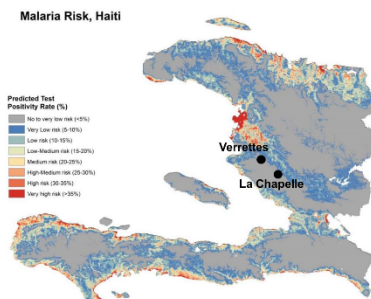 Malaria Risk, Haiti
Predicted Test
Positivity Rate (%)
No to very low risk (<5%)
Very Low risk (5-10%)
Low risk (10-15%)
Low-Medium risk (15-20%)
Medium risk (20-25%)
High-Medium risk (25-30%)
High risk (30-35%)
Very high risk (>35%)
Verrettes
La Chapelle